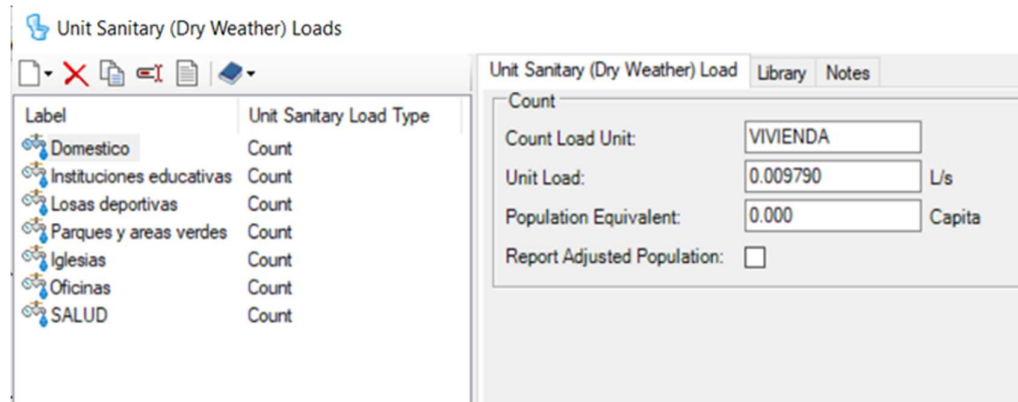 Unit Sanitary (Dry Weather) Loads
Label
Unit Sanitary Load Type
Domestico
Count
Instituciones educativas
Count
Losas deportivas
Count
Parques y areas verdes
Count
Iglesias
Count
Oficinas
Count
SALUD
Count
Unit Sanitary (Dry Weather) Load
Library
Notes
Count
Count Load Unit:
VIVIENDA
Unit Load:
0.009790
L/s
Population Equivalent:
0.000
Capita
Report Adjusted Population: